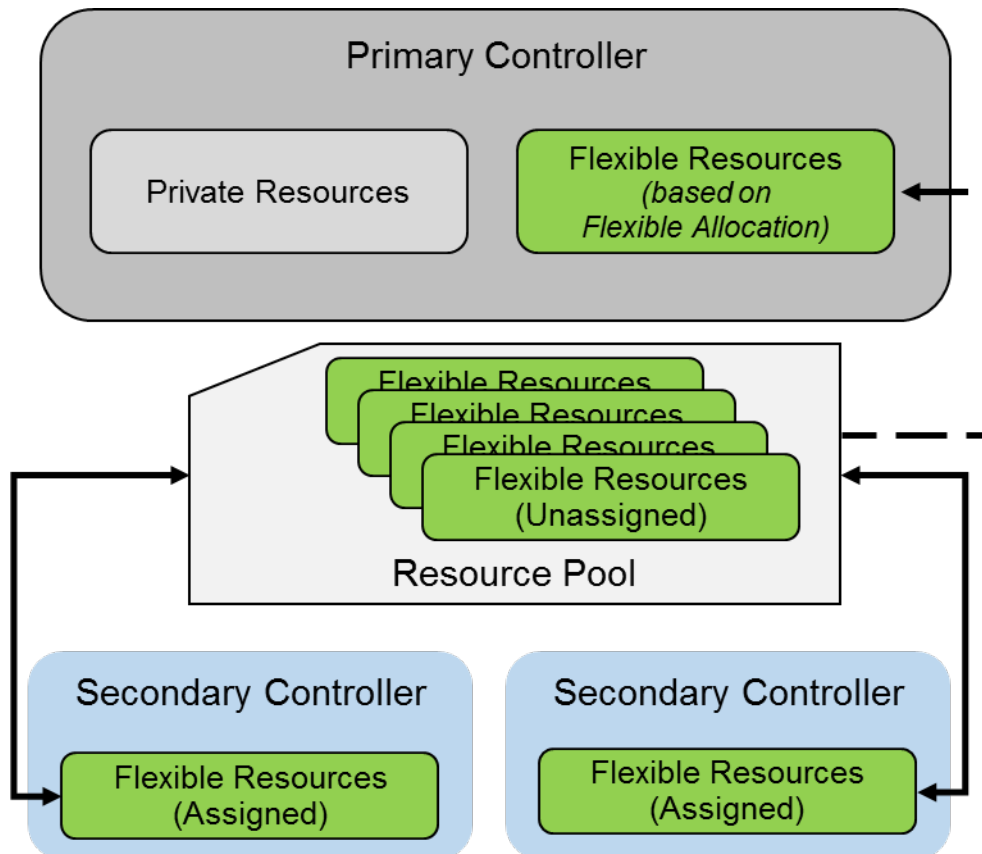 Primary Controller
Private Resources
Flexible Resources
(based on
Flexible Allocation)
Flexible Resources
Flexible Resources
Flexible Resources
Flexible Resources
(Unassigned)
Resource Pool
Secondary Controller
Flexible Resources
(Assigned)
Secondary Controller
Flexible Resources
(Assigned)